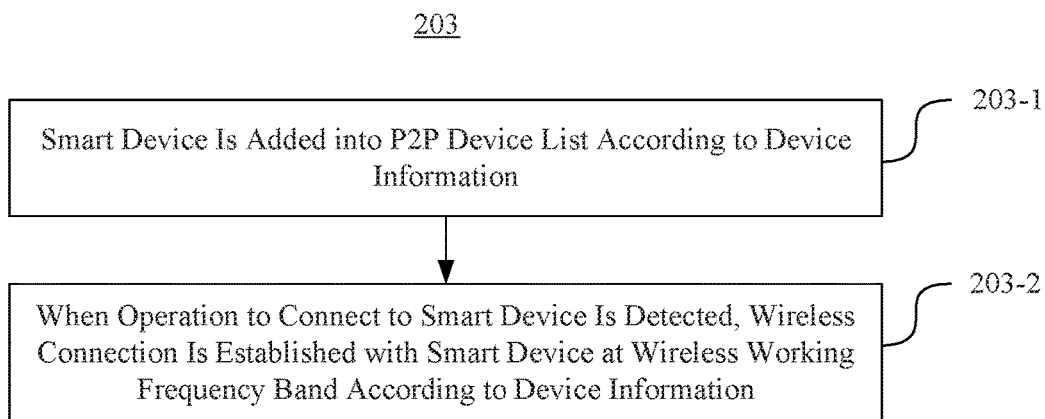 203
Smart Device Is Added into P2P Device List According to Device
Information
203-1
When Operation to Connect to Smart Device Is Detected, Wireless
Connection Is Established with Smart Device at Wireless Working
Frequency Band According to Device Information
203-2